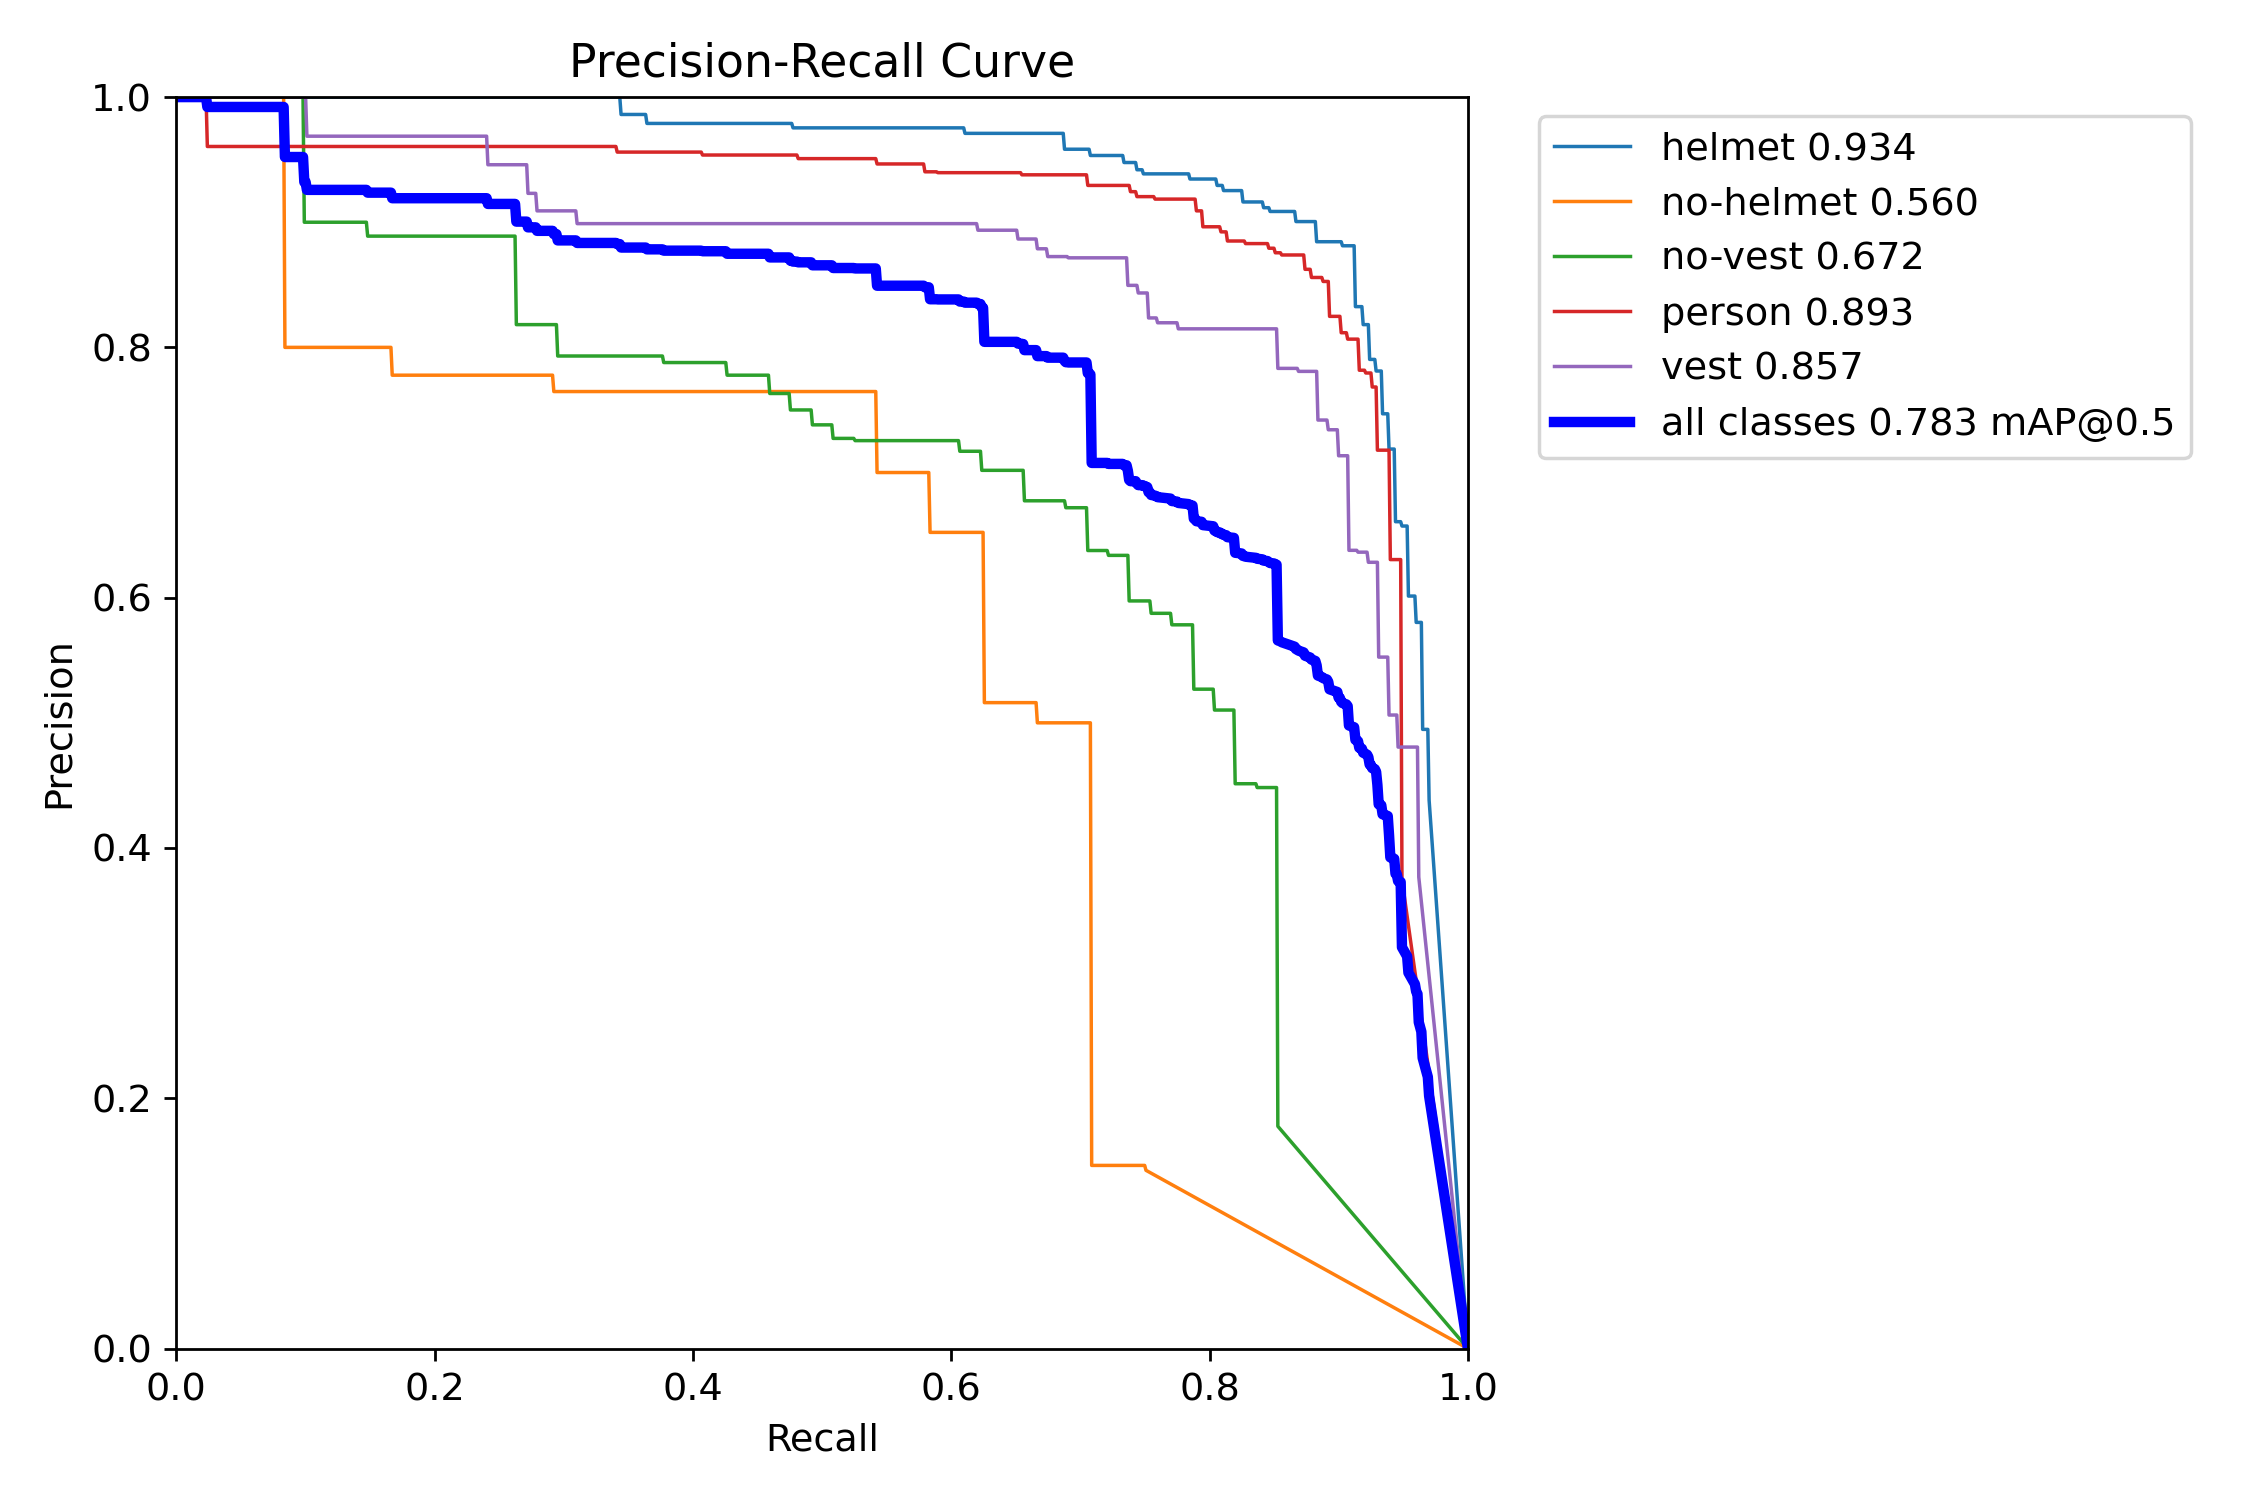 Precision-Recall Curve
1.0
0.8
0.6
0.4
0.2
0.0
Precision
0.0 0.2 0.4 0.6 0.8 1.0
Recall
helmet 0.934
no-helmet 0.560
no-vest 0.672
person 0.893
vest 0.857
all classes 0.783 mAP@0.5